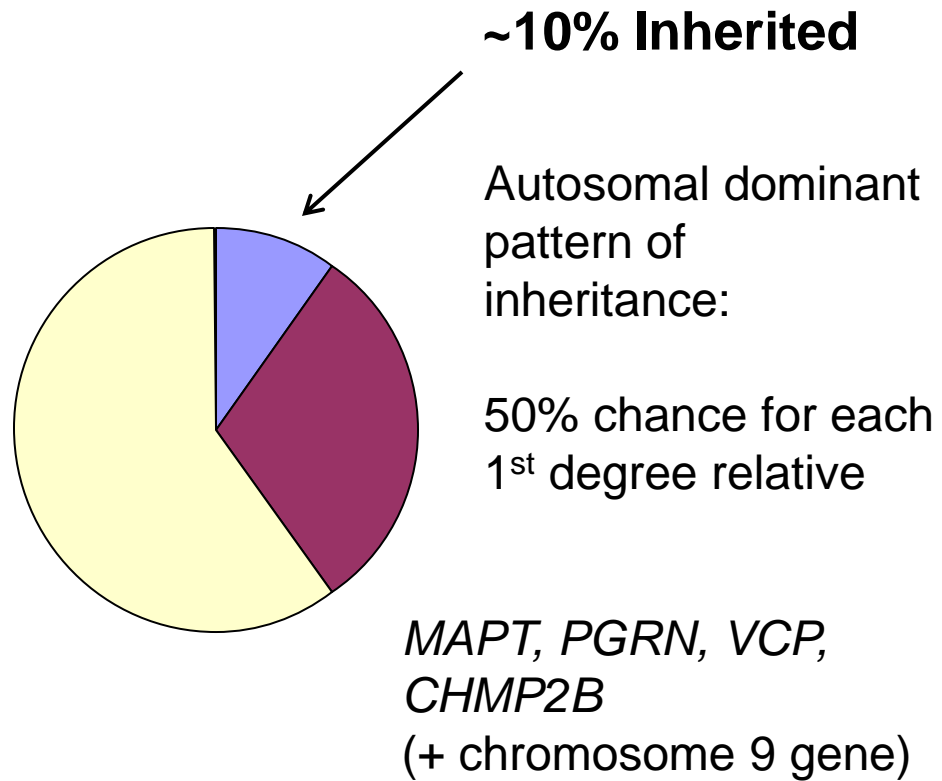 ~10% Inherited
Autosomal dominant
pattern of
inheritance:
50% chance for each
1st degree relative
MAPT, PGRN, VCP,
CHMP2B
(+ chromosome 9 gene)